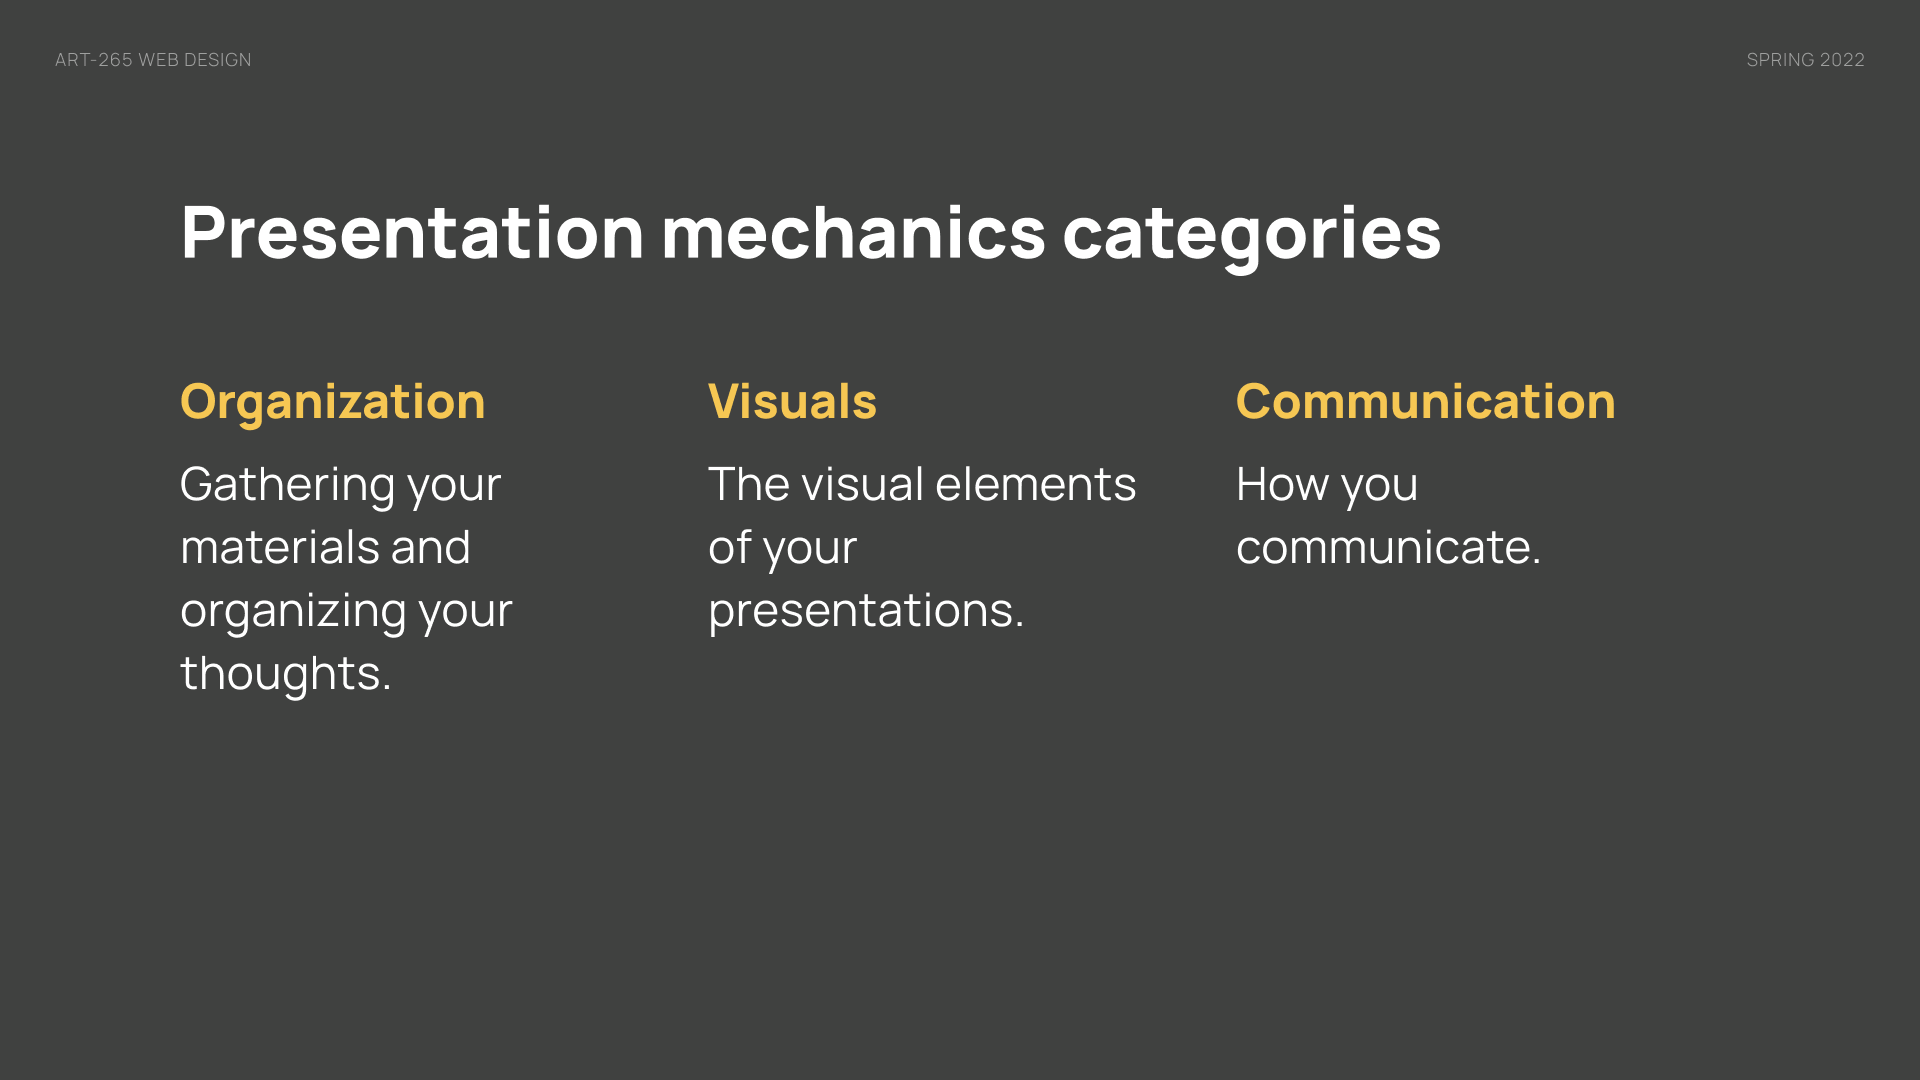 ART-265 WEB DESIGN
SPRING 2022
Presentation mechanics categories
Organization
Gathering your
materials and
organizing your
thoughts.
Visuals
The visual elements
of your
presentations.
Communication
How you
communicate.